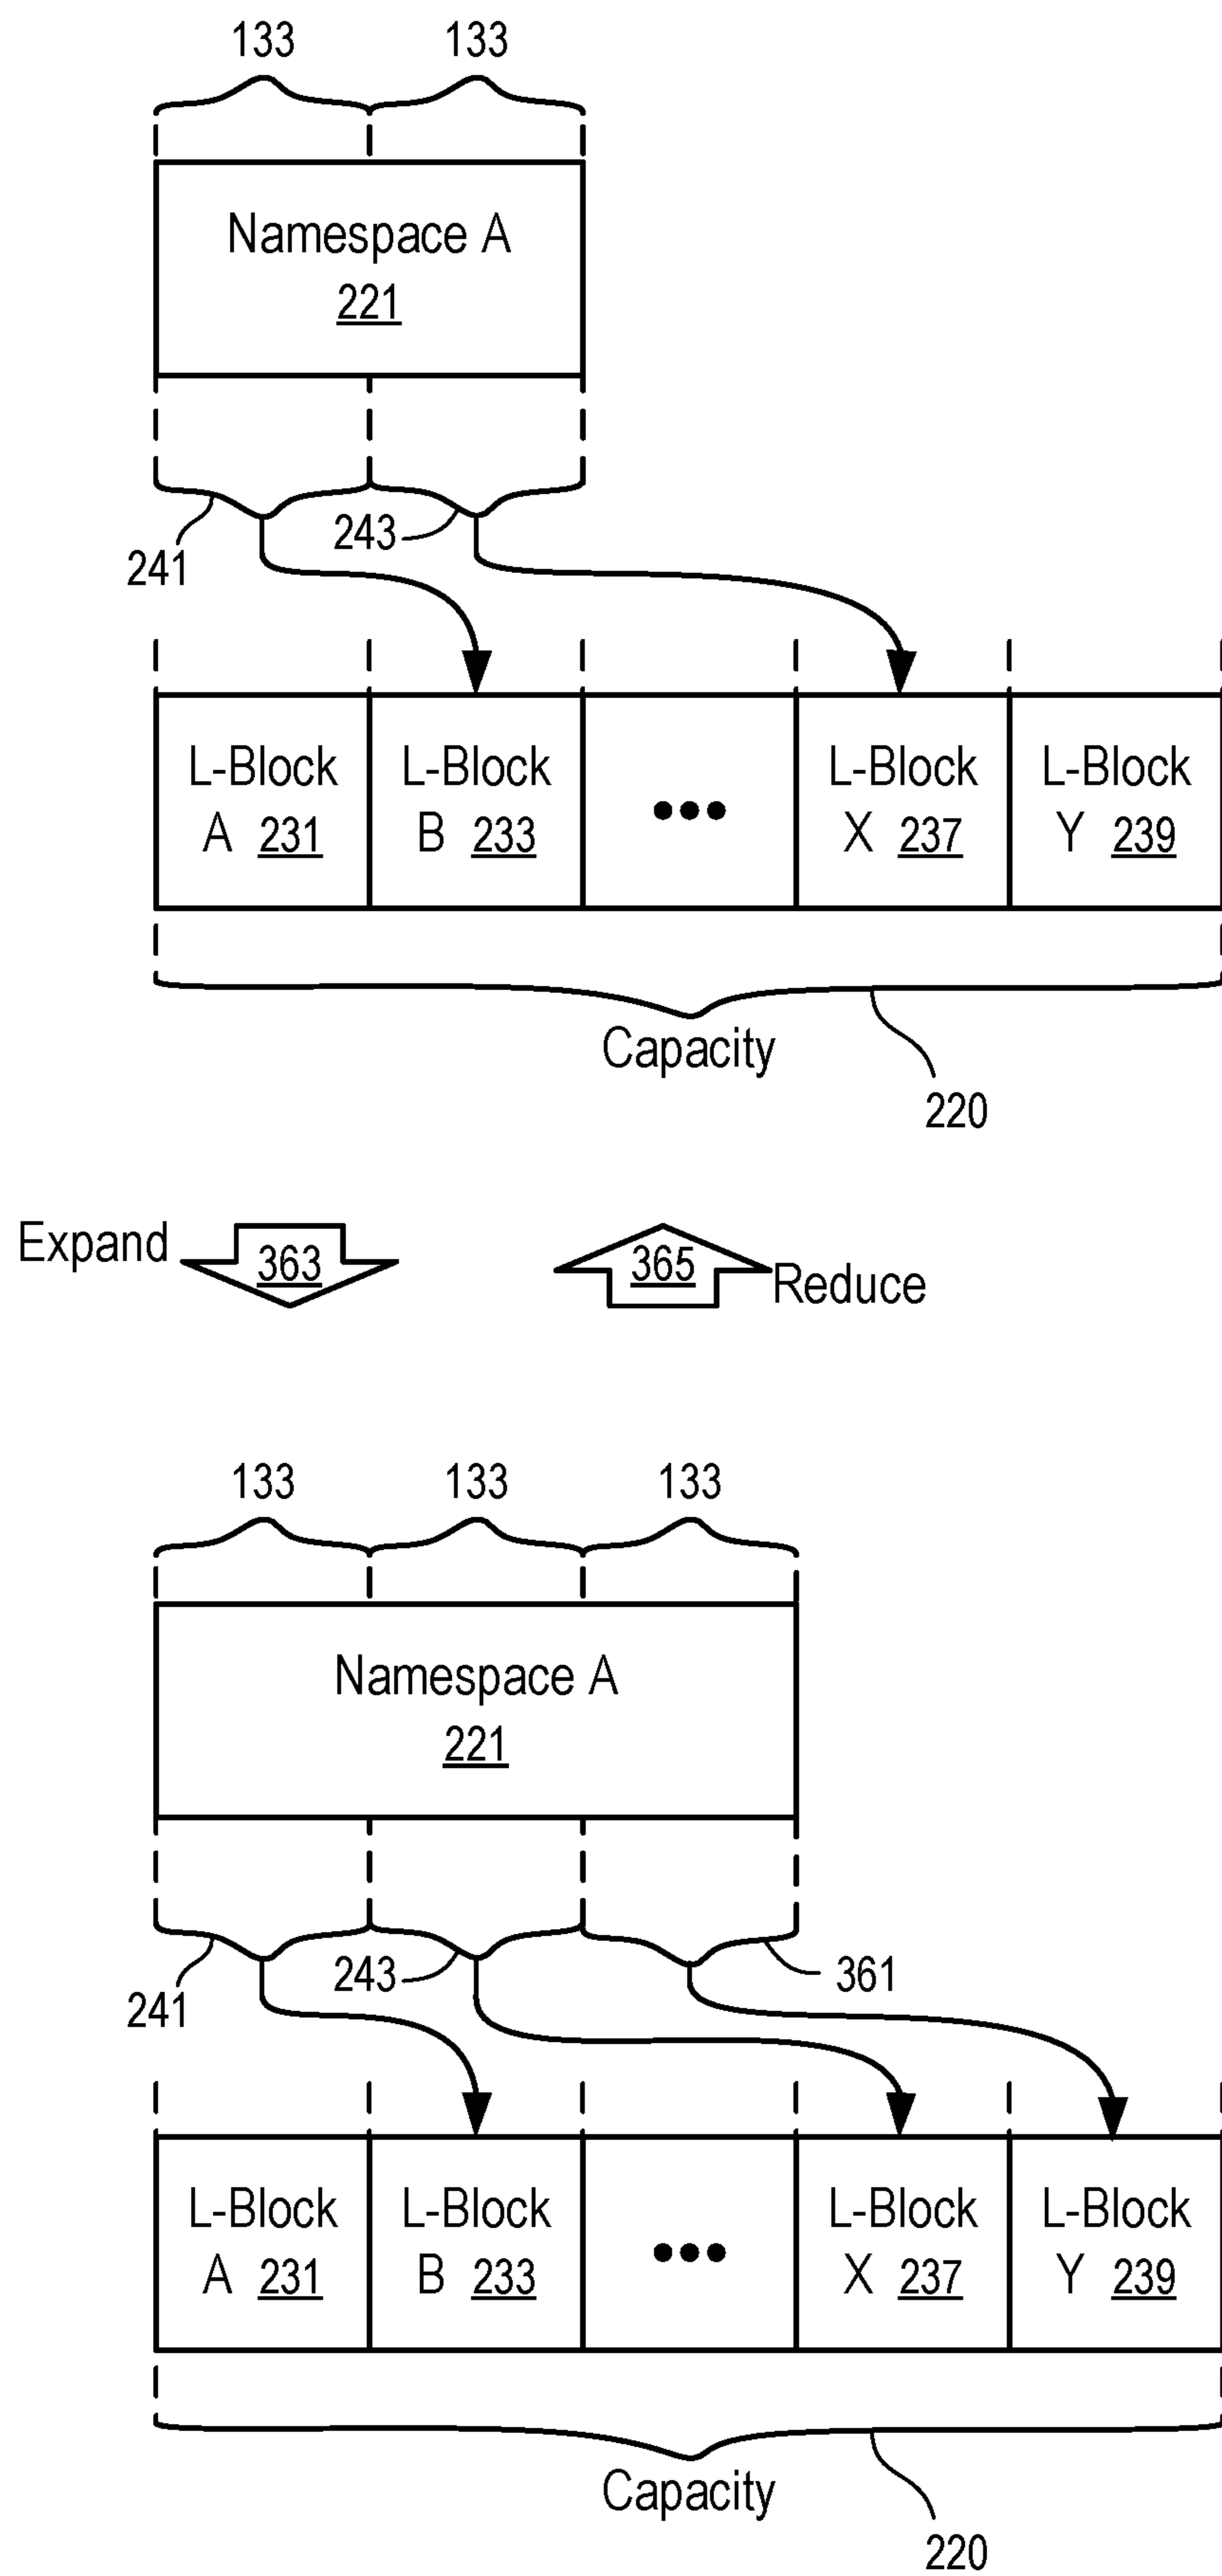 133 133
Namespace A
221
241 243
L-Block L-Block L-Block L-Block
A 231 B 233 ••• X 237 Y 239
Capacity
220
Expand 363 365 Reduce
133 133 133
Namespace A
221
241 243 361
L-Block L-Block L-Block L-Block
A 231 B 233 ••• X 237 Y 239
Capacity
220